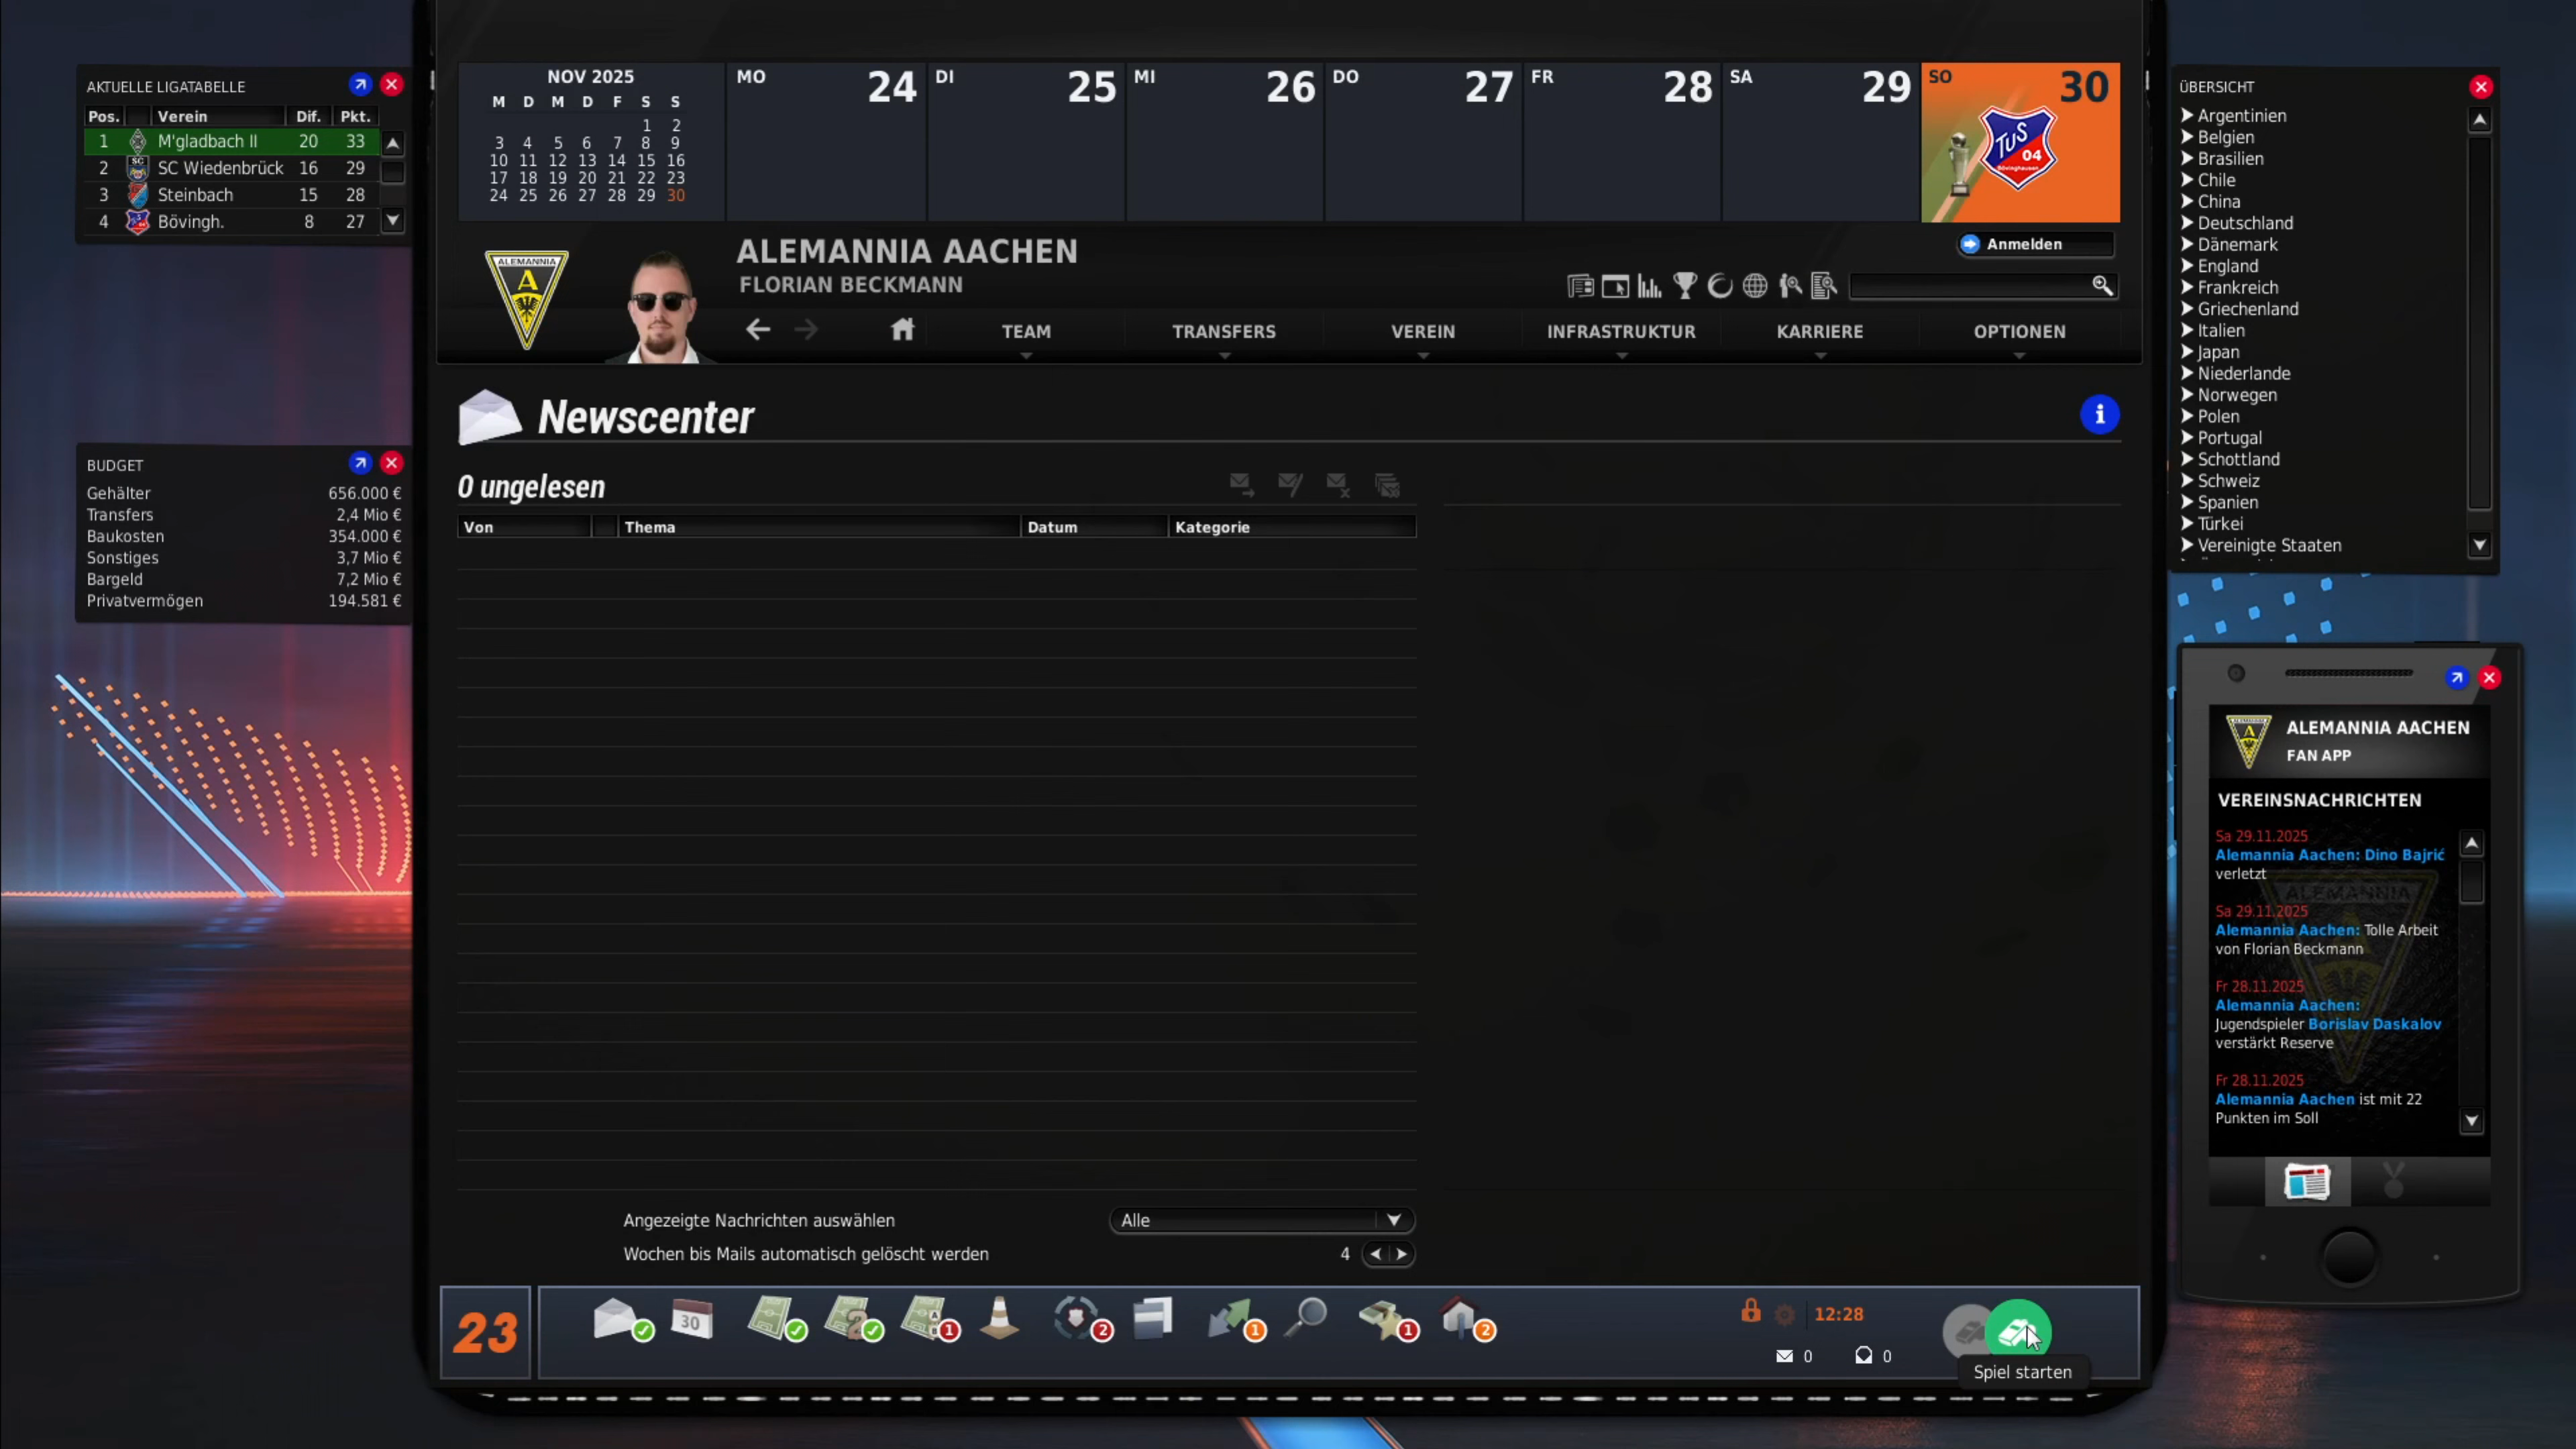 AKTUELLE LIGATABELLE
Pos. Verein Dif. Pkt.
1 M'gladbach II 20 33
2 SC Wiedenbrück 16 29
3 Steinbach 15 28
4 Bövingh. 8 27
BUDGET
Gehälter 656.000 €
Transfers 2,4 Mio €
Baukosten 354.000 €
Sonstiges 3,7 Mio €
Bargeld 7,2 Mio €
Privatvermögen 194.581 €
NOV 2025
M D M D F S S
1 2
3 4 5 6 7 8 9
10 11 12 13 14 15 16
17 18 19 20 21 22 23
24 25 26 27 28 29 30
MO 24 DI 25 MI 26 DO 27 FR 28 SA 29 SO 30
TUS
04
ALEMANNIA
A
ALEMANNIA AACHEN
FLORIAN BECKMANN
Anmelden
TEAM TRANSFERS VEREIN INFRASTRUKTUR KARRIERE OPTIONEN
Newscenter
0 ungelesen
Von Thema Datum Kategorie
Angezeigte Nachrichten auswählen Alle
Wochen bis Mails automatisch gelöscht werden 4
23
30
2
1
2
1
1
2
12:28
0 0
Spiel starten
ÜBERSICHT
Argentinien
Belgien
Brasilien
Chile
China
Deutschland
Dänemark
England
Frankreich
Griechenland
Italien
Japan
Niederlande
Norwegen
Polen
Portugal
Schottland
Schweiz
Spanien
Türkei
Vereinigte Staaten
ALEMANNIA AACHEN
FAN APP
VEREINSNACHRICHTEN
Sa 29.11.2025
Alemannia Aachen: Dino Bajrić
verletzt
Sa 29.11.2025
Alemannia Aachen: Tolle Arbeit
von Florian Beckmann
Fr 28.11.2025
Alemannia Aachen:
Jugendspieler Borislav Daskalov
verstärkt Reserve
Fr 28.11.2025
Alemannia Aachen ist mit 22
Punkten im Soll